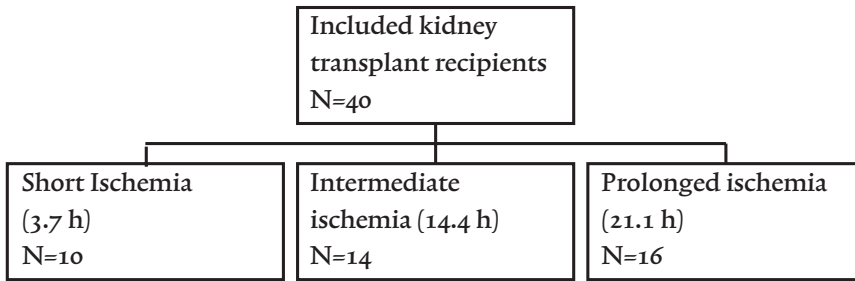 Included kidney
transplant recipients
N=40
Short Ischemia
(3.7 h)
N=10
Intermediate
ischemia (14.4 h)
N=14
Prolonged ischemia
(21.1 h)
N=16